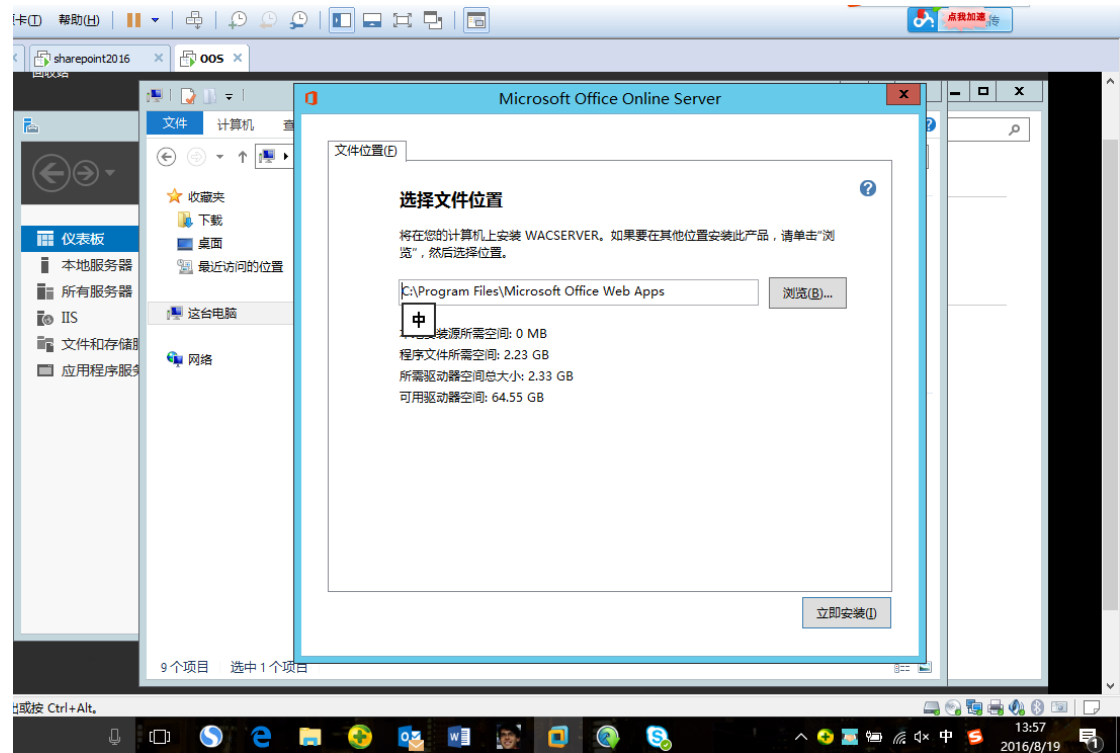 卡(T) 帮助(H)
点我加速
传
sharepoint2016
OOS
回收站
Microsoft Office Online Server
文件
计算机
查
文件位置(F)
选择文件位置
收藏夹
将在您的计算机上安装 WACSERVER。如果要在其他位置安装此产品，请单击“浏
下载
览”，然后选择位置。
仪表板
桌面
本地服务器
最近访问的位置
C:\Program Files\Microsoft Office Web Apps
浏览(B)...
所有服务器
这台电脑
中
IIS
装源所需空间: 0 MB
文件和存储
网络
程序文件所需空间: 2.23 GB
应用程序服务
所需驱动器空间总大小: 2.33 GB
可用驱动器空间: 64.55 GB
立即安装(I)
9 个项目 选中 1 个项目
出或按 Ctrl+Alt。
中
13:57
2016/8/19